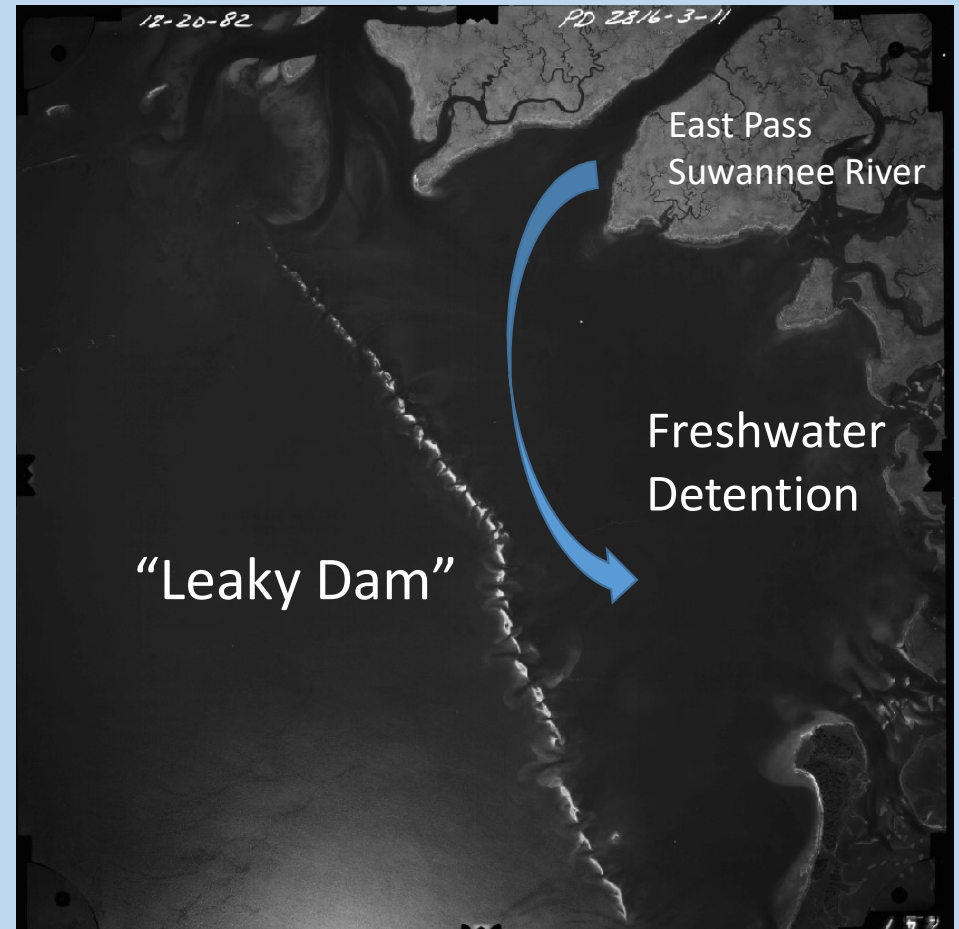 12-20-82
PD 2816-3-11
East Pass
Suwannee River
Freshwater
Detention
“Leaky Dam”